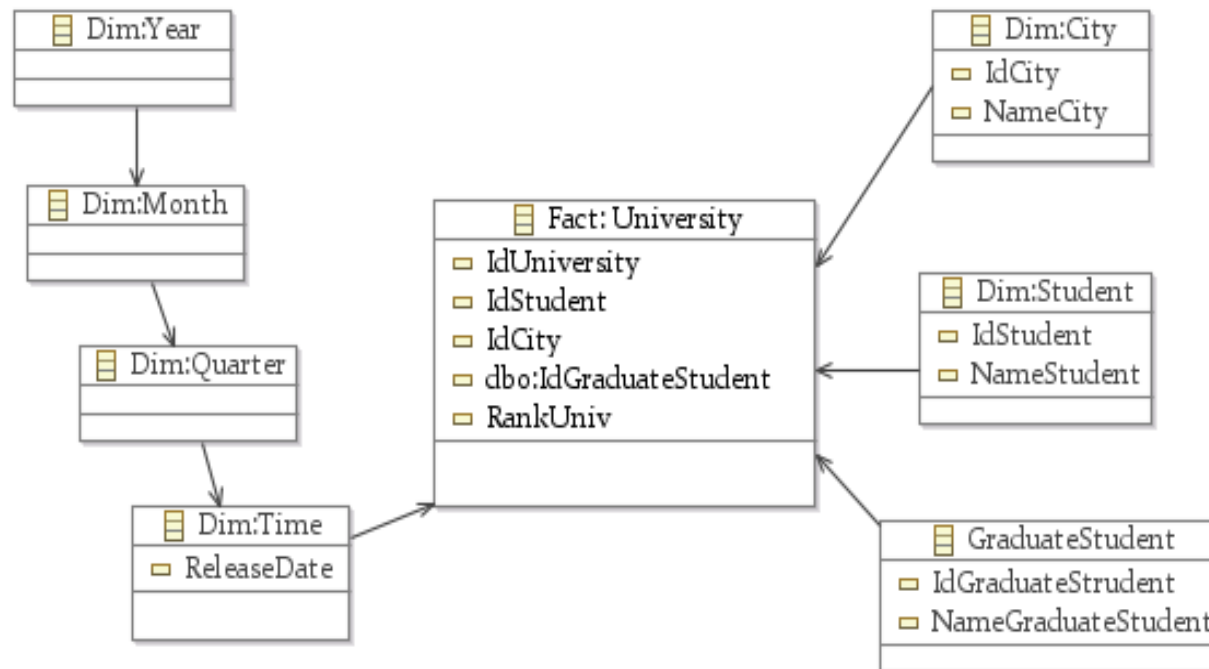 Dim:Year
Dim:Month
Dim:Quarter
Dim:Time
ReleaseDate
Fact: University
IdUniversity
IdStudent
IdCity
dbo:IdGraduateStudent
RankUniv
Dim:City
IdCity
NameCity
Dim:Student
IdStudent
NameStudent
GraduateStudent
IdGraduateStrudent
NameGraduateStudent